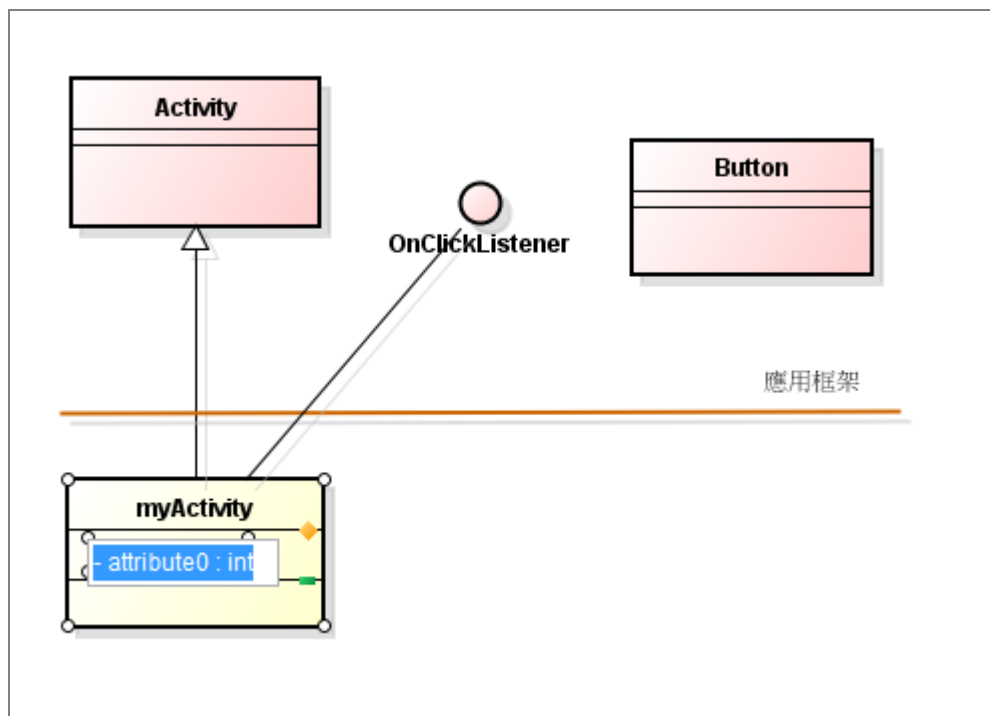 Activity
Button
OnClickListener
應用框架
myActivity
- attribute0 : int